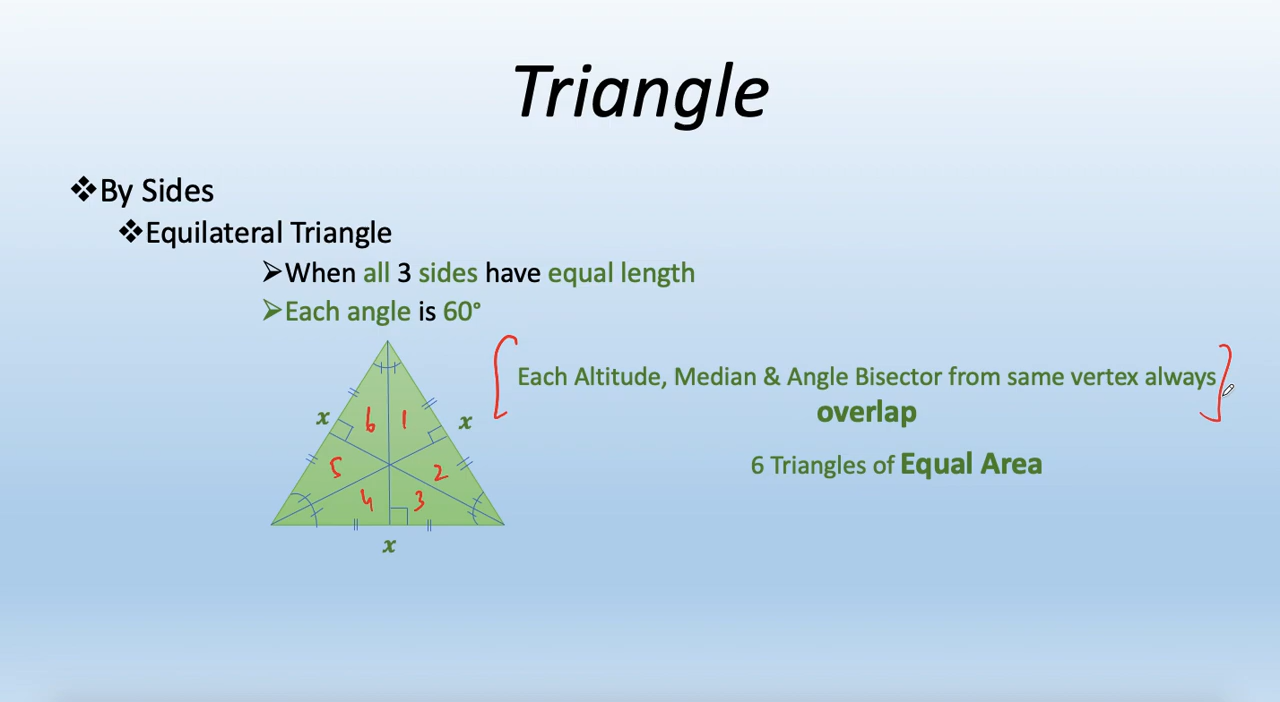 Triangle
❖By Sides
❖Equilateral Triangle
➢When all 3 sides have equal length
➢Each angle is 60°
Each Altitude, Median & Angle Bisector from same vertex always
overlap
6 Triangles of Equal Area
x
x
6 1
5 2
4 3
x